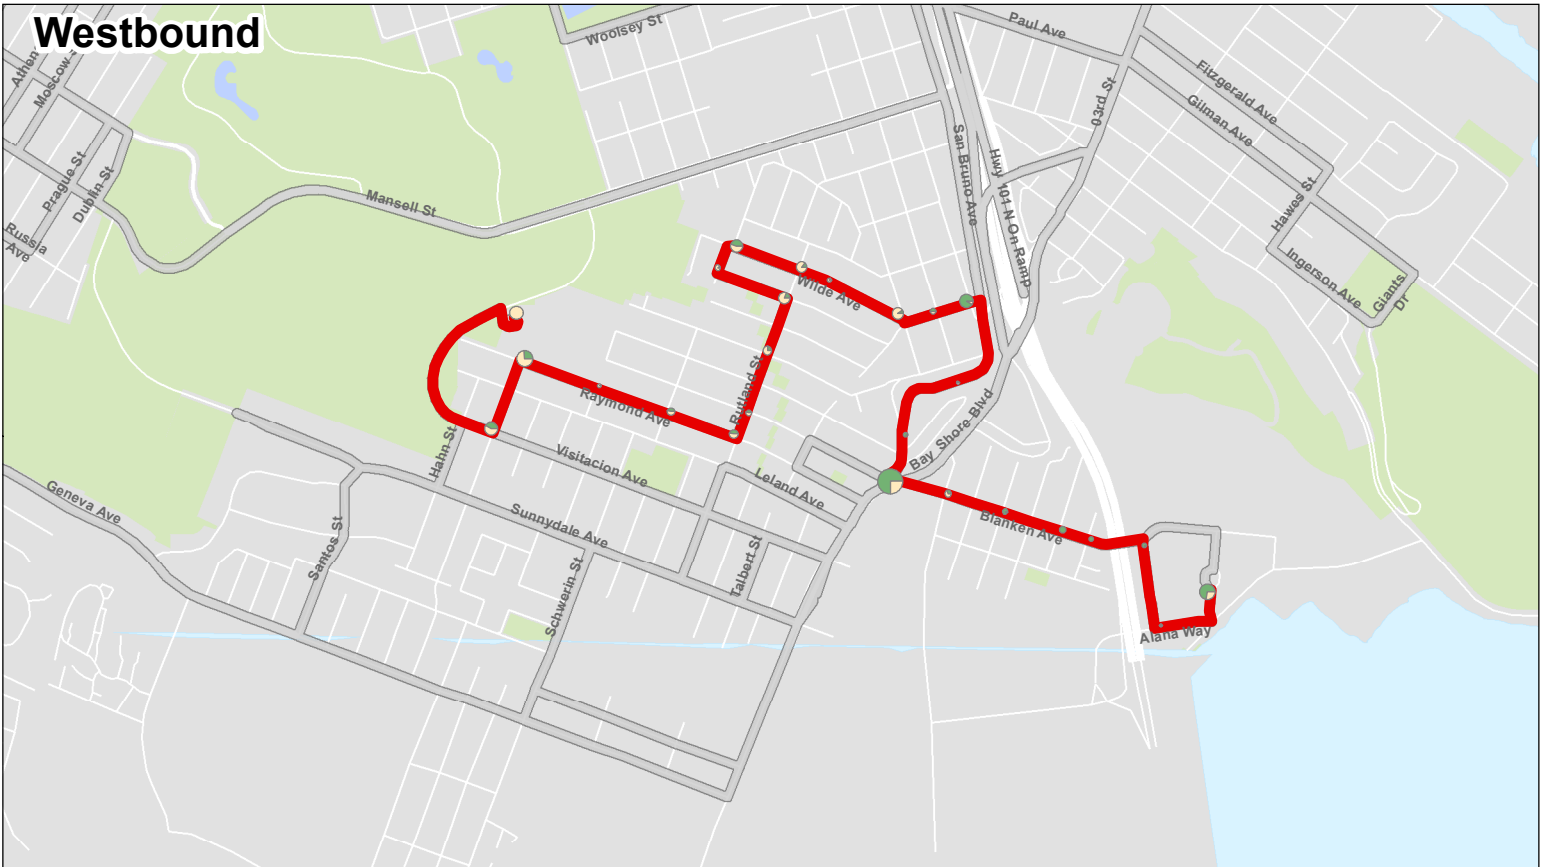 Westbound
Woolsey St
Paul Ave
Athen
Moscow
Fitzgerald Ave
Gilman Ave
03rd St
San Bruno Ave
Hwy 101 N On Ramp
Prague St
Dublin St
Mansell St
Russia
Ave
Hawes St
Ingerson Ave
Giants
Dr
Wilde Ave
Rutland St
Raymond Ave
Hahn St
Visitacion Ave
Leland Ave
Bay Shore Blvd
Geneva Ave
Santos St
Sunnydale Ave
Blanken Ave
Talbert St
Schwerin St
Alana Way